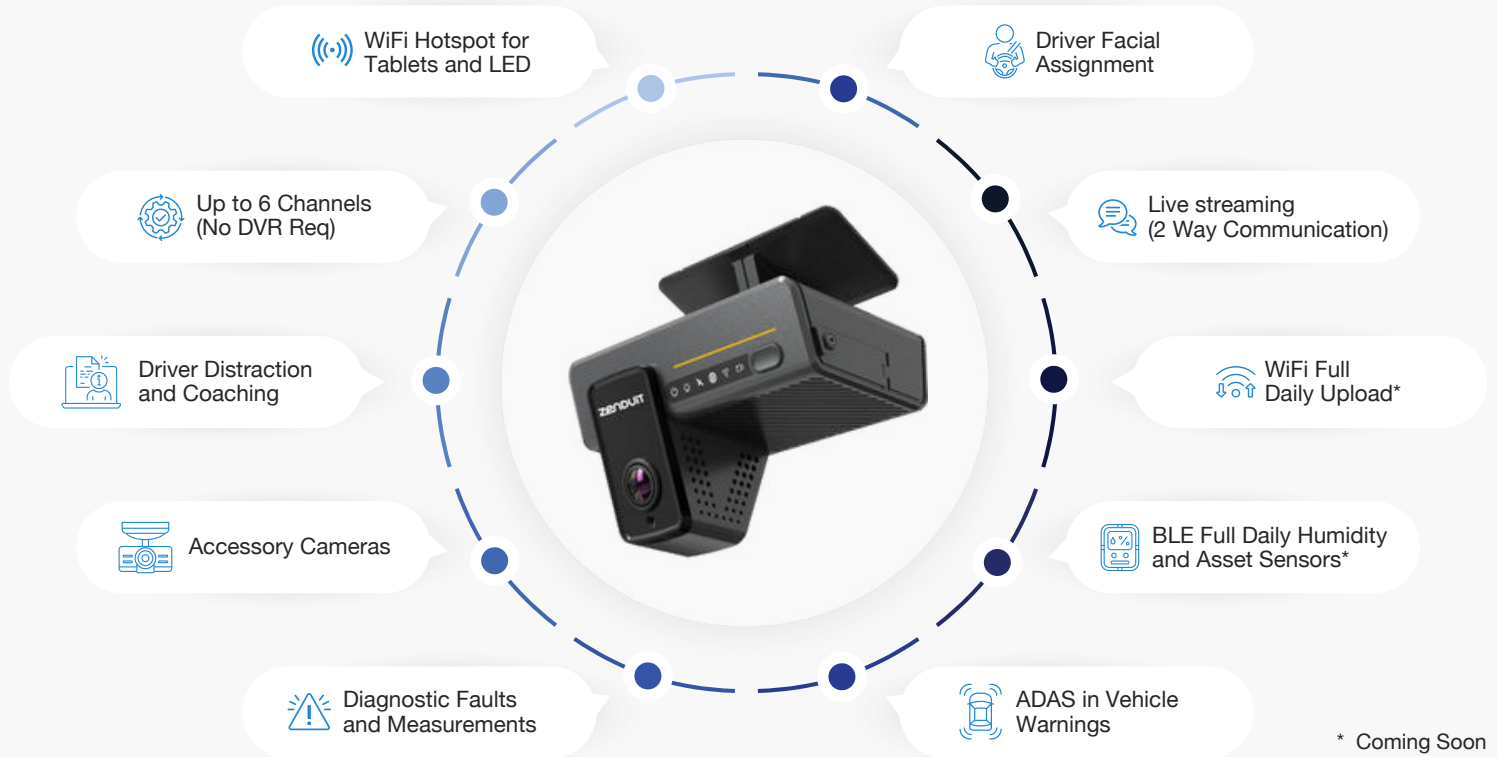 WiFi Hotspot for
Tablets and LED
Driver Facial
Assignment
Up to 6 Channels
(No DVR Req)
Live streaming
(2 Way Communication)
Driver Distraction
and Coaching
ZENDUIT
WiFi Full
Daily Upload*
Accessory Cameras
BLE Full Daily Humidity
and Asset Sensors*
Diagnostic Faults
and Measurements
ADAS in Vehicle
Warnings
* Coming Soon